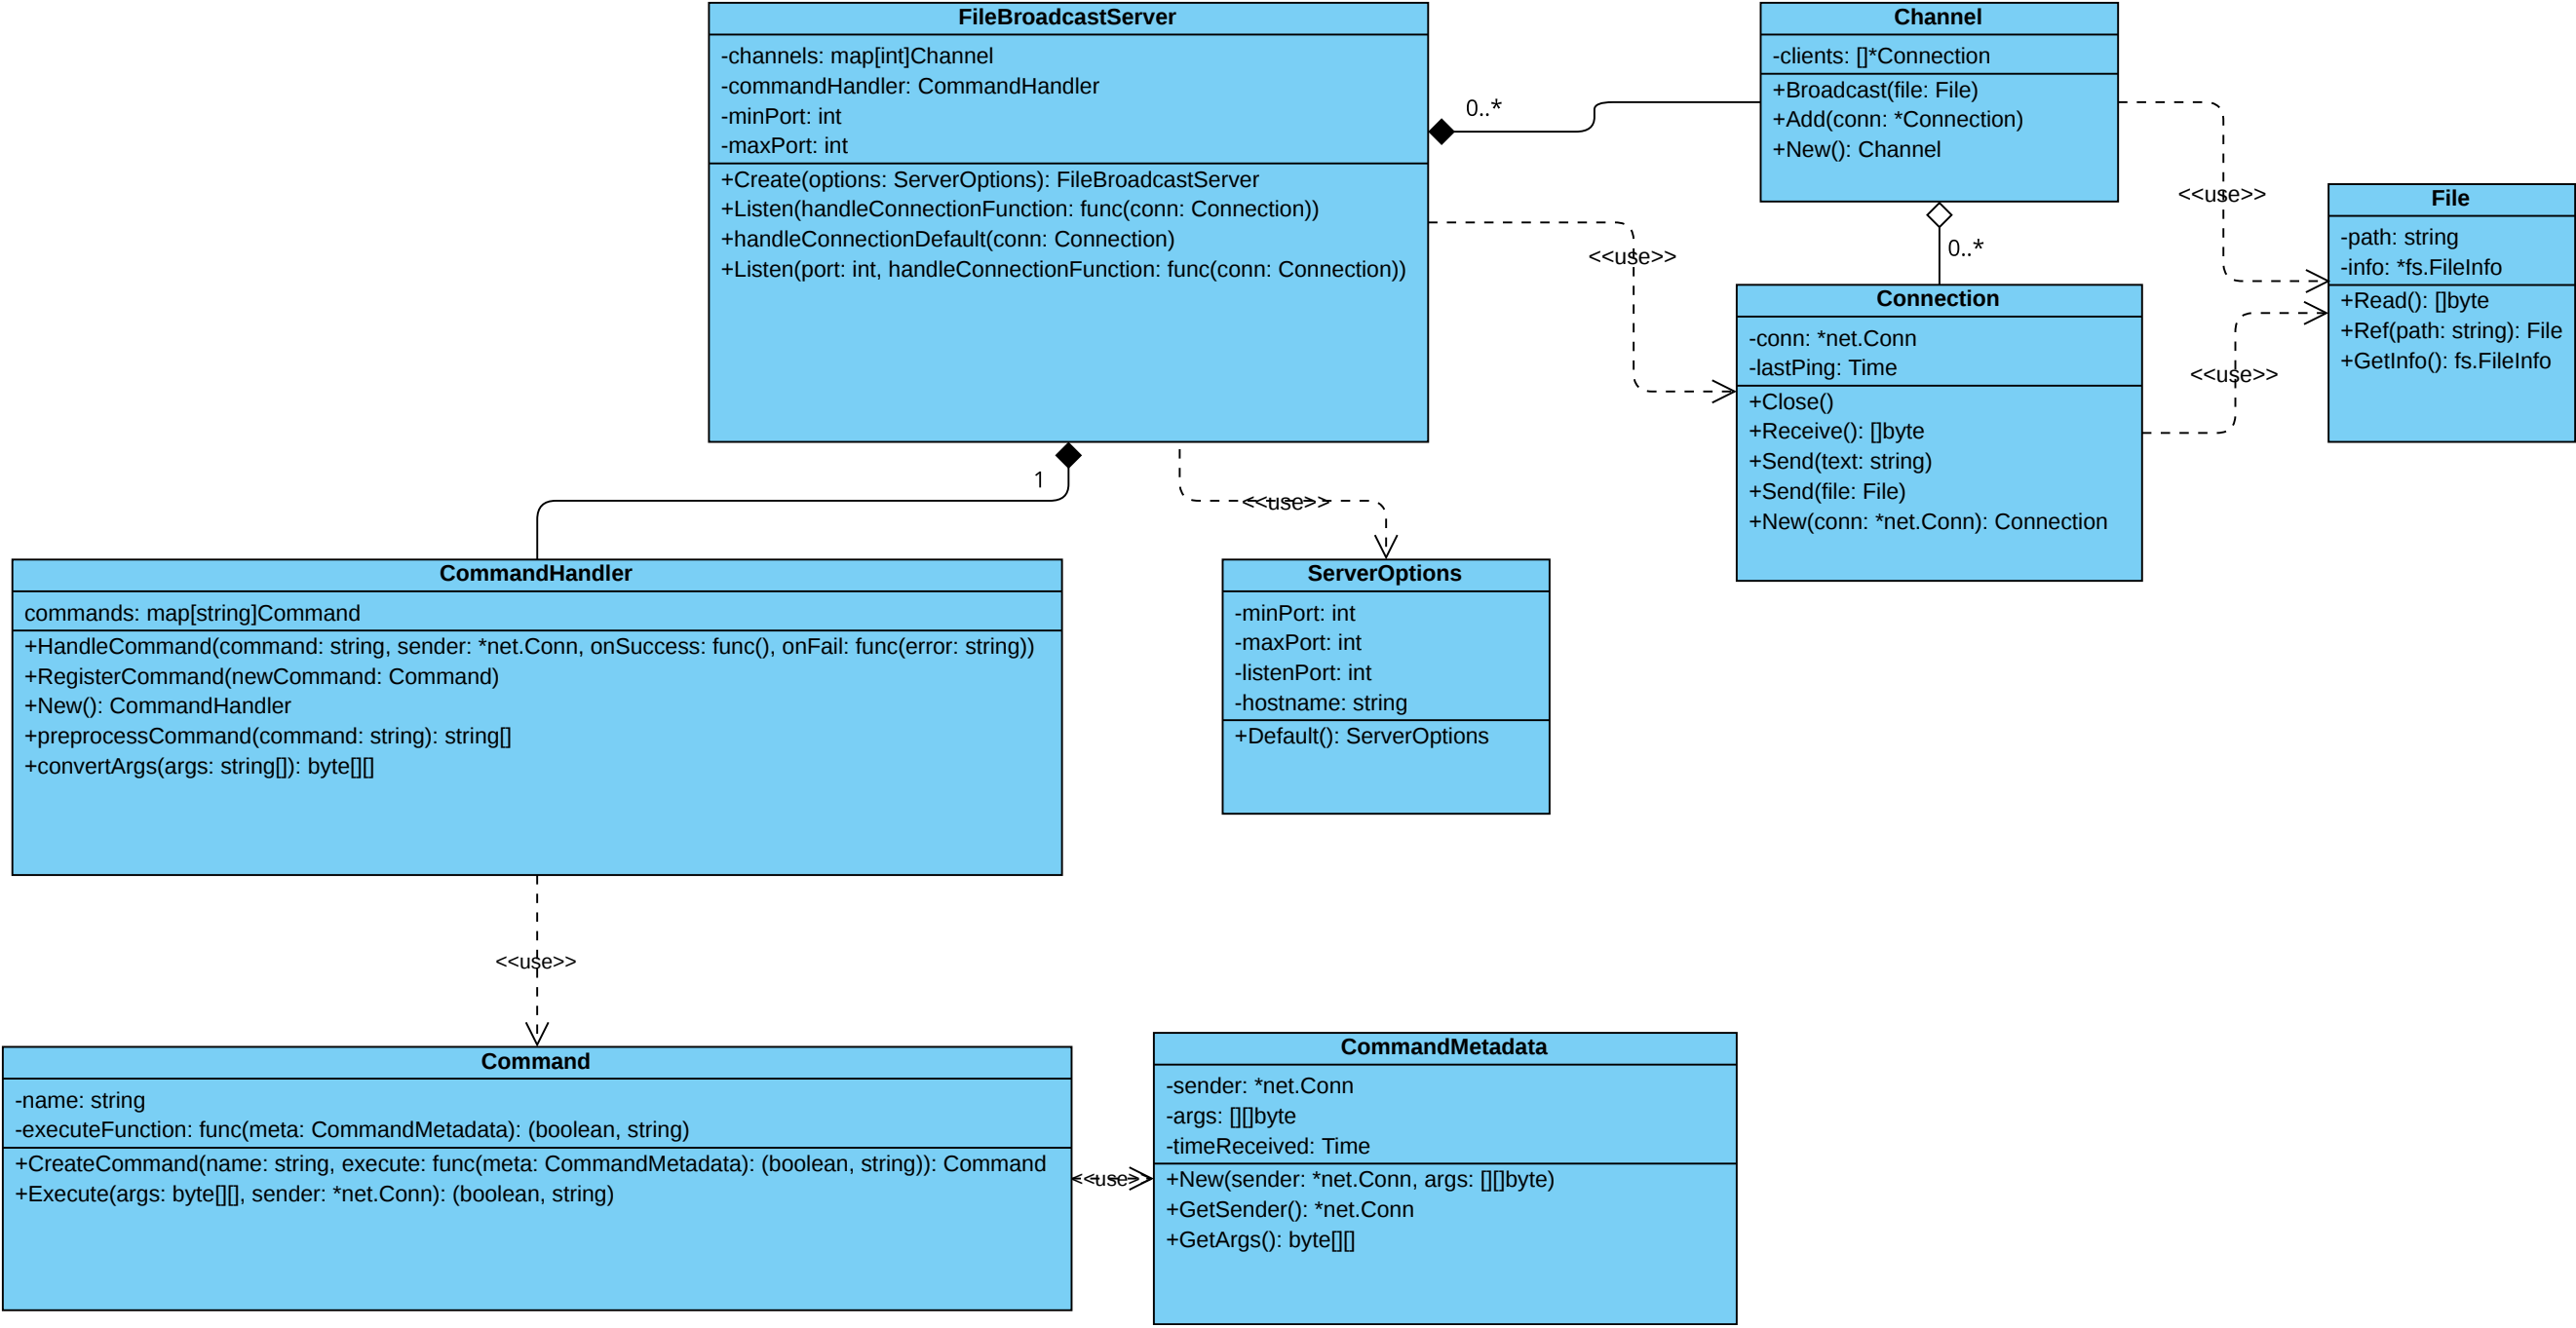 FileBroadcastServer
-channels: map[int]Channel
-commandHandler: CommandHandler
-minPort: int
-maxPort: int
+Create(options: ServerOptions): FileBroadcastServer
+Listen(handleConnectionFunction: func(conn: Connection))
+handleConnectionDefault(conn: Connection)
+Listen(port: int, handleConnectionFunction: func(conn: Connection))
0..*
Channel
-clients: []*Connection
+Broadcast(file: File)
+Add(conn: *Connection)
+New(): Channel
<<use>>
File
-path: string
-info: *fs.FileInfo
+Read(): []byte
+Ref(path: string): File
+GetInfo(): fs.FileInfo
<<use>>
0..*
Connection
-conn: *net.Conn
-lastPing: Time
+Close()
+Receive(): []byte
+Send(text: string)
+Send(file: File)
+New(conn: *net.Conn): Connection
<<use>>
1
<<use>>
CommandHandler
commands: map[string]Command
+HandleCommand(command: string, sender: *net.Conn, onSuccess: func(), onFail: func(error: string))
+RegisterCommand(newCommand: Command)
+New(): CommandHandler
+preprocessCommand(command: string): string[]
+convertArgs(args: string[]): byte[][]
ServerOptions
-minPort: int
-maxPort: int
-listenPort: int
-hostname: string
+Default(): ServerOptions
<<use>>
Command
-name: string
-executeFunction: func(meta: CommandMetadata): (boolean, string)
+CreateCommand(name: string, execute: func(meta: CommandMetadata): (boolean, string)): Command
+Execute(args: byte[][], sender: *net.Conn): (boolean, string)
<<use>>
CommandMetadata
-sender: *net.Conn
-args: [][]byte
-timeReceived: Time
+New(sender: *net.Conn, args: [][]byte)
+GetSender(): *net.Conn
+GetArgs(): byte[][]